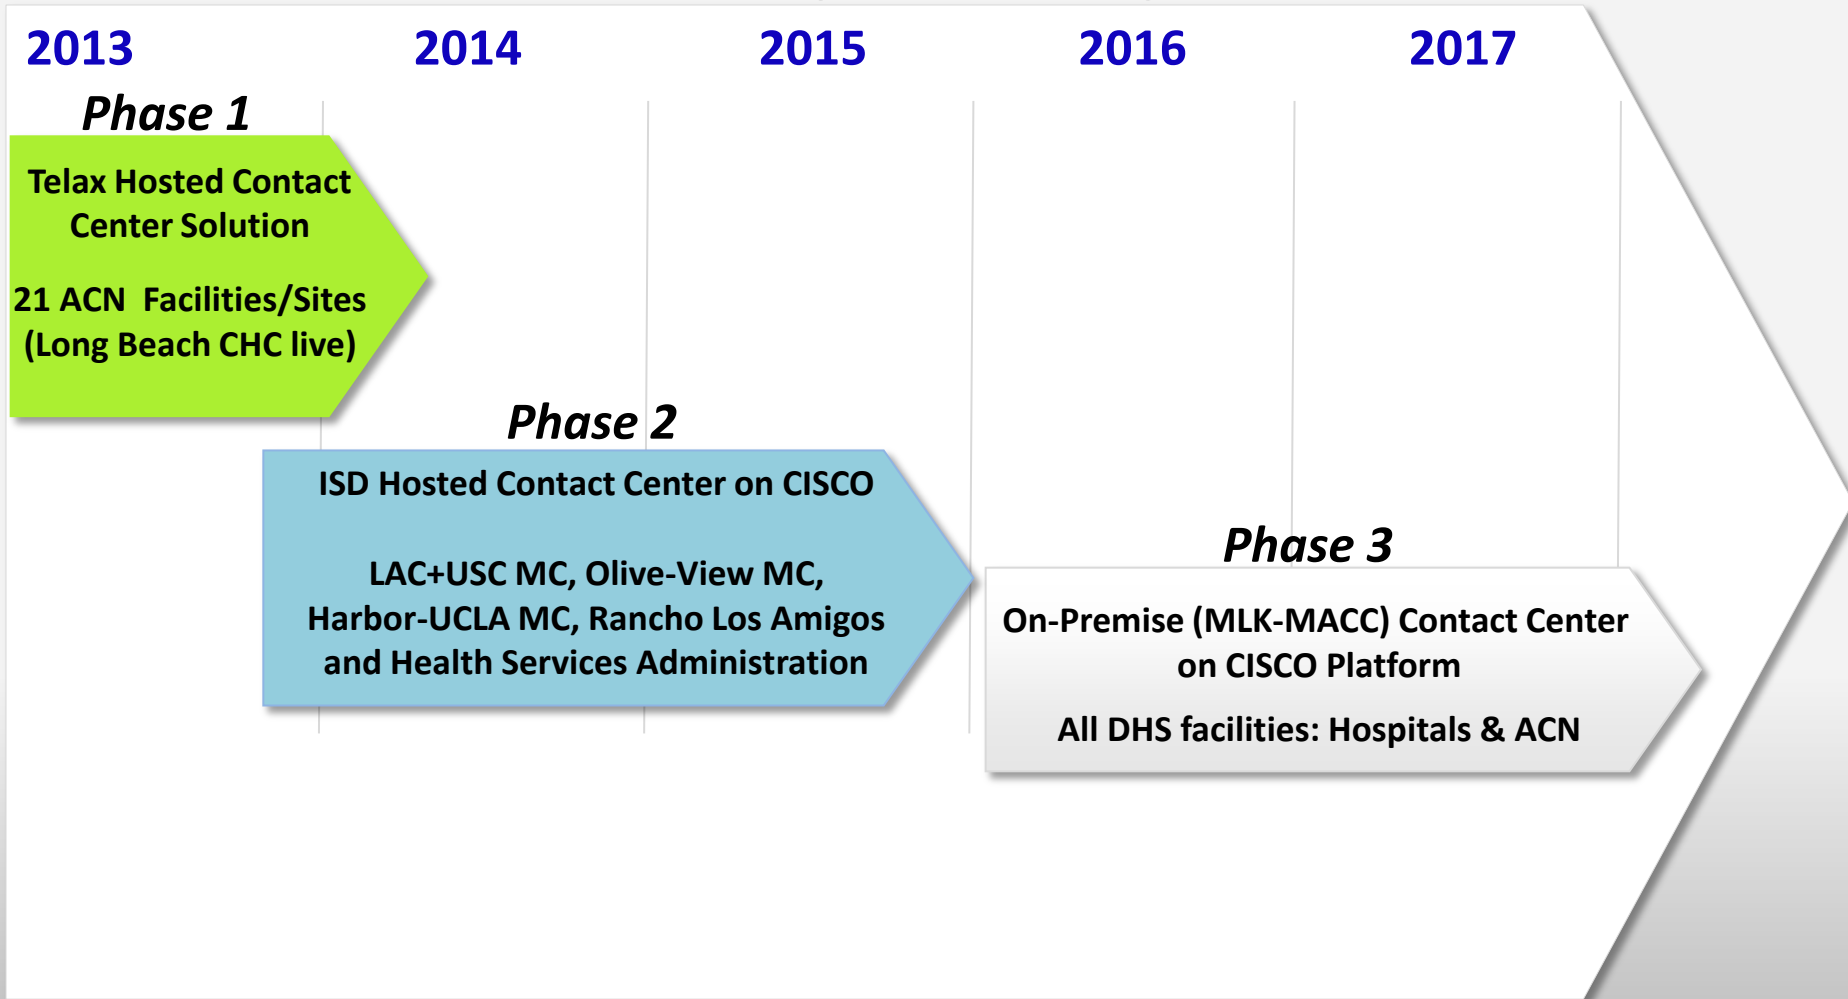 2013 2014 2015 2016 2017
Phase 1
Telax Hosted Contact
Center Solution
21 ACN Facilities/Sites
(Long Beach CHC live)
Phase 2
ISD Hosted Contact Center on CISCO
LAC+USC MC, Olive-View MC,
Harbor-UCLA MC, Rancho Los Amigos
and Health Services Administration
Phase 3
On-Premise (MLK-MACC) Contact Center
on CISCO Platform
All DHS facilities: Hospitals & ACN